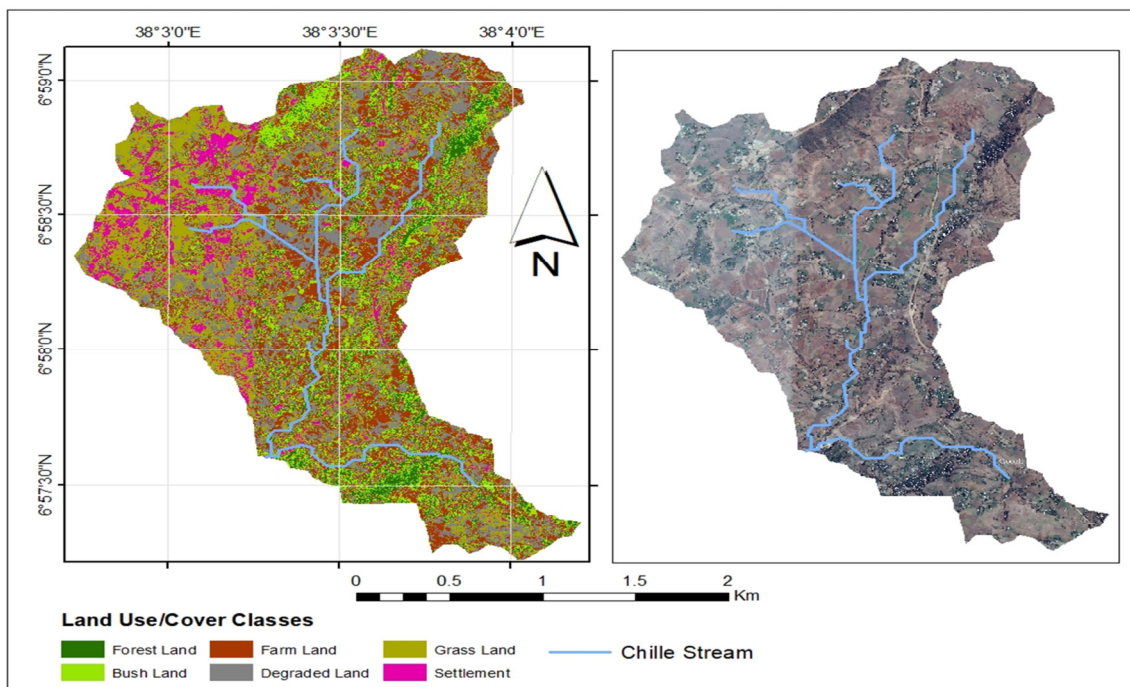 38°3'0"E 38°3'30"E 38°4'0"E
6°59'0"N
6°58'30"N
6°58'0"N
6°57'30"N
N
0 0.5 1 1.5 2
Km
Land Use/Cover Classes
Forest Land Farm Land Grass Land Chille Stream
Bush Land Degraded Land Settlement